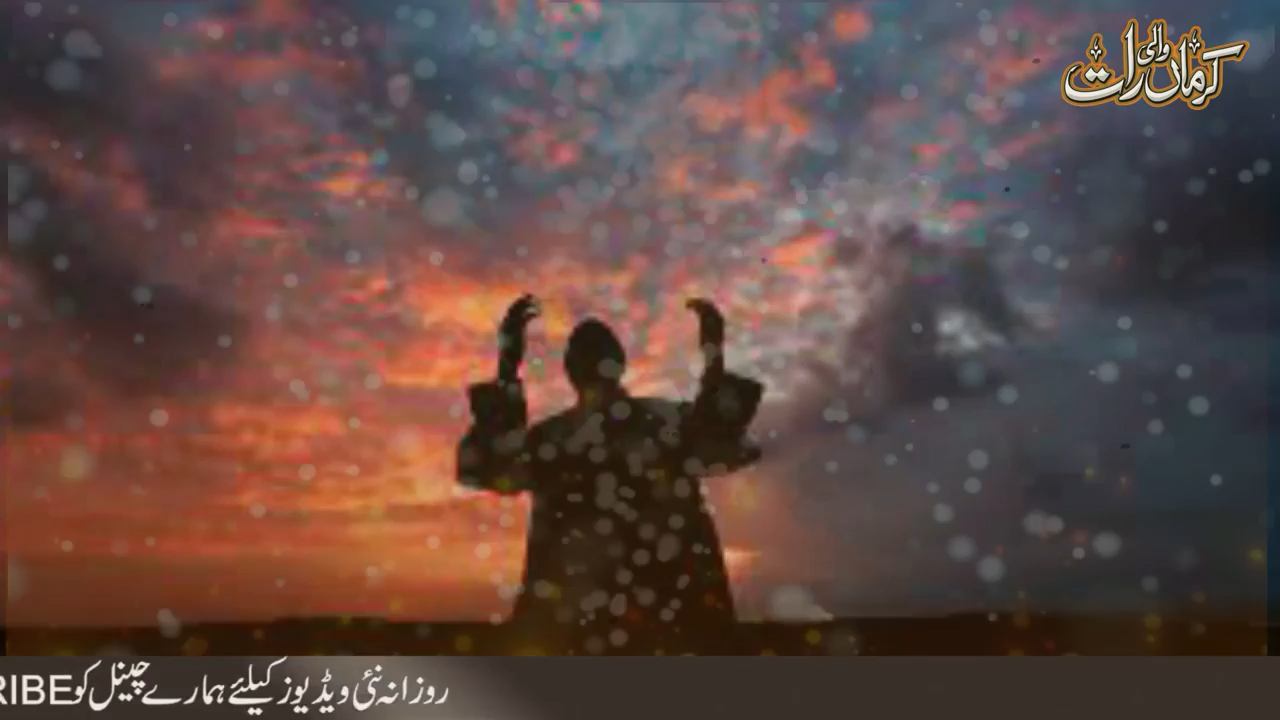 کرماں والی رات
روزانہ نئی ویڈیوز کیلئے ہمارے چینل کو RIBE